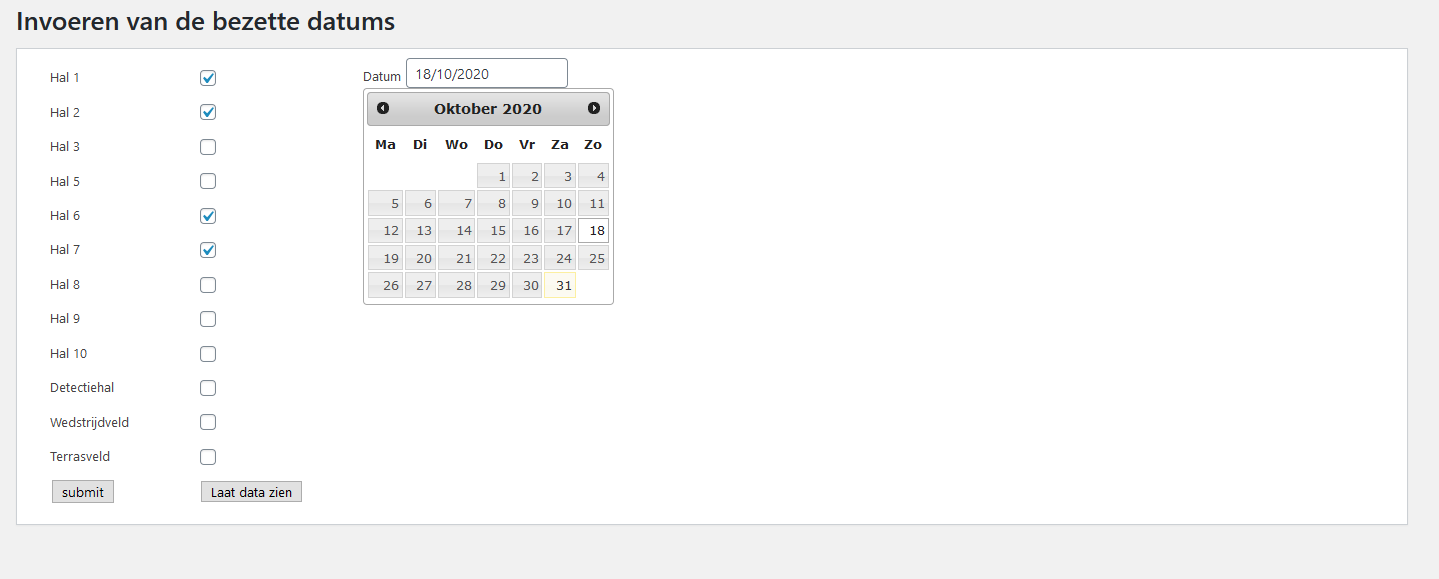 Invoeren van de bezette datums
Hal 1
Hal 2
Hal 3
Hal 5
Hal 6
Hal 7
Hal 8
Hal 9
Hal 10
Detectiehal
Wedstrijdveld
Terrasveld
submit Laat data zien
Datum 18/10/2020
Oktober 2020
Ma Di Wo Do Vr Za Zo
1 2 3 4
5 6 7 8 9 10 11
12 13 14 15 16 17 18
19 20 21 22 23 24 25
26 27 28 29 30 31